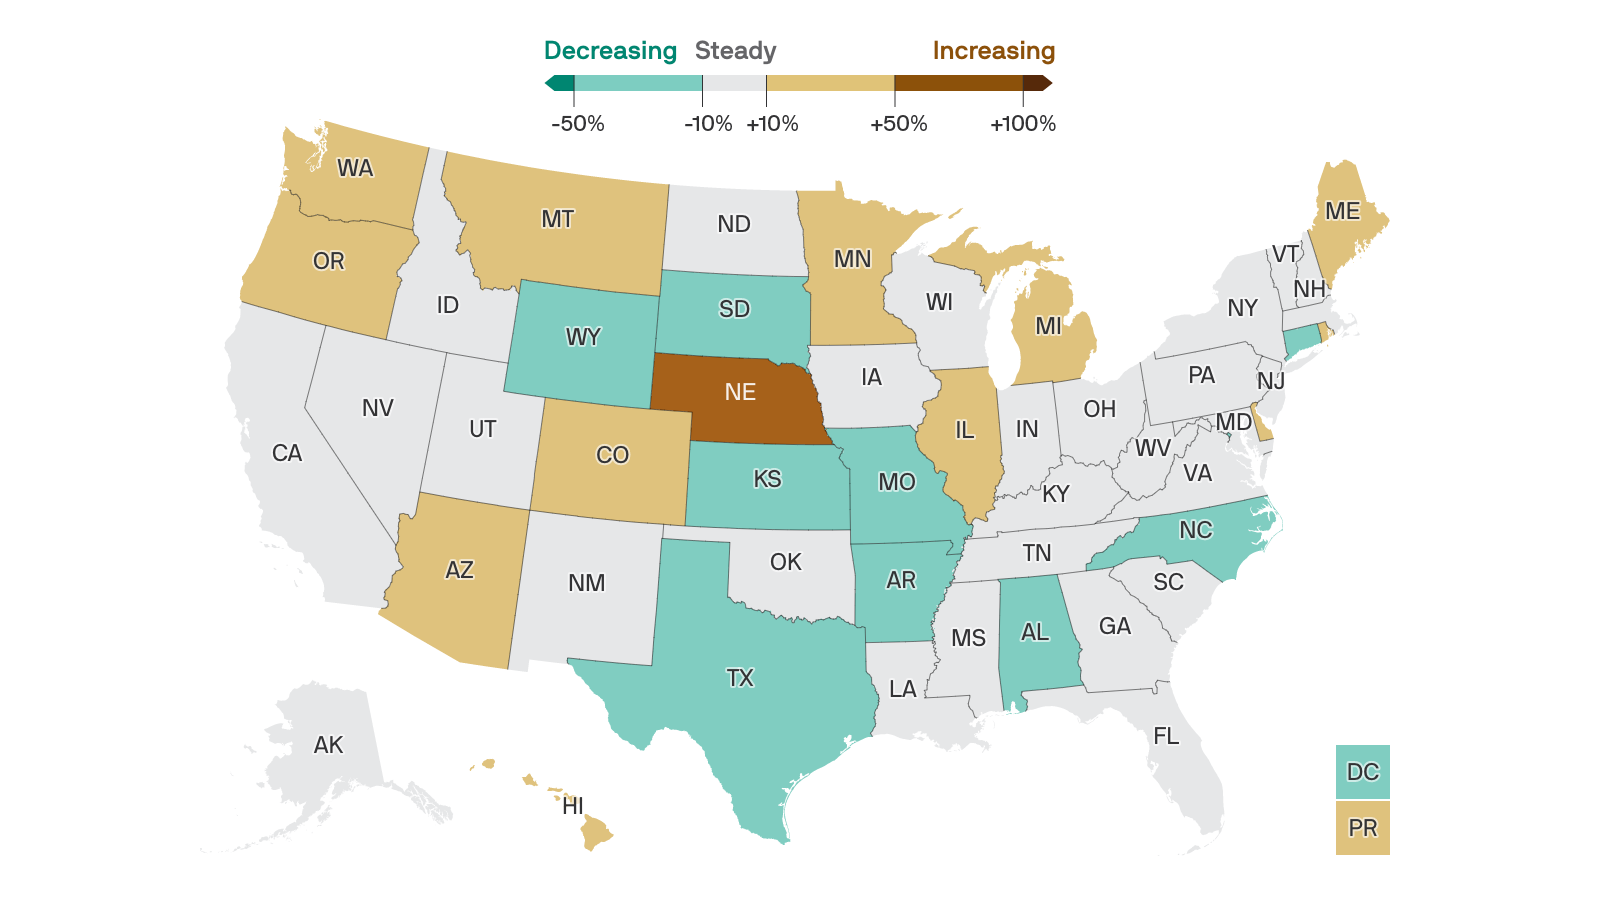 Decreasing Steady Increasing
-50% -10% +10% +50% +100%
WA
MT
ND
MN
ME
OR
ID
WY
SD
WI
MI
VT
NH
NY
NE
IA
PA
NJ
NV
UT
CO
KS
MO
IL
IN
OH
MD
WV
VA
CA
KY
AZ
NM
OK
AR
TN
NC
SC
MS
AL
GA
TX
LA
FL
AK
HI
DC
PR